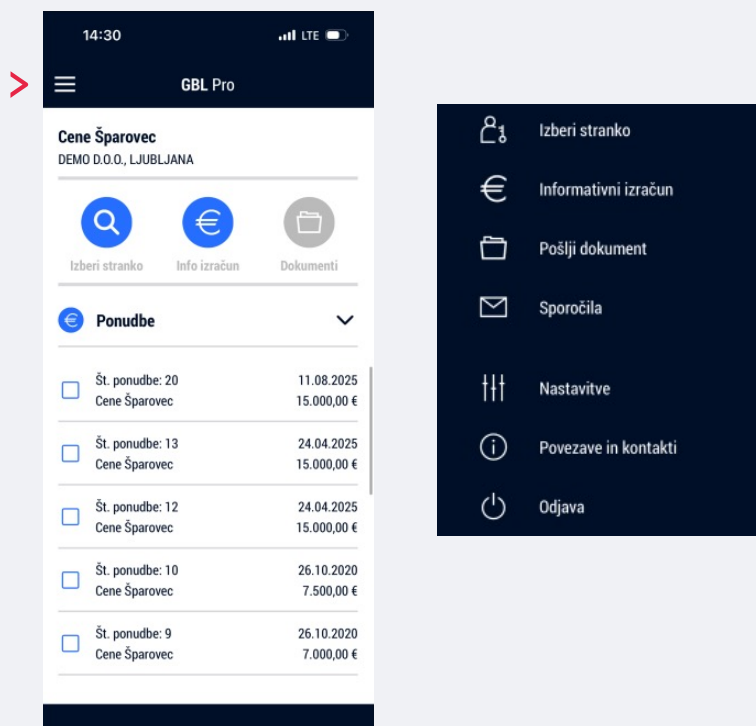 14:30 LTE
GBL Pro
Cene Šparovec
DEMO D.O.O., LJUBLJANA
Izberi stranko Info izračun Dokumenti
Ponudbe
Št. ponudbe: 20 11.08.2025
Cene Šparovec 15.000,00 €
Št. ponudbe: 13 24.04.2025
Cene Šparovec 15.000,00 €
Št. ponudbe: 12 24.04.2025
Cene Šparovec 15.000,00 €
Št. ponudbe: 10 26.10.2020
Cene Šparovec 7.500,00 €
Št. ponudbe: 9 26.10.2020
Cene Šparovec 7.000,00 €
Izberi stranko
Informativni izračun
Pošlji dokument
Sporočila
Nastavitve
Povezave in kontakti
Odjava